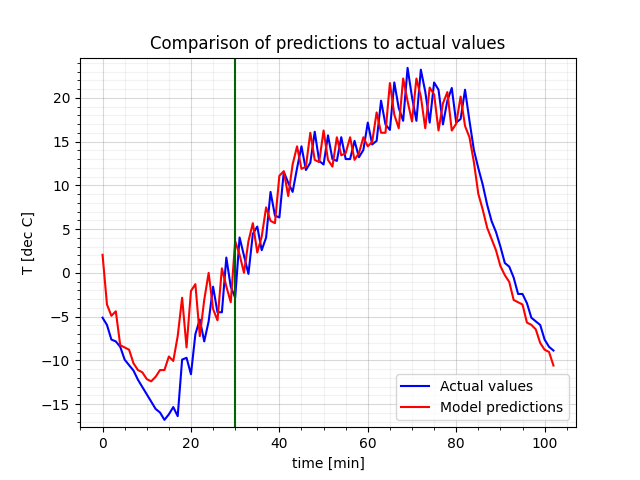 Comparison of predictions to actual values
T [dec C]
20
15
10
5
0
−5
−10
−15
0 20 40 60 80 100
time [min]
Actual values
Model predictions